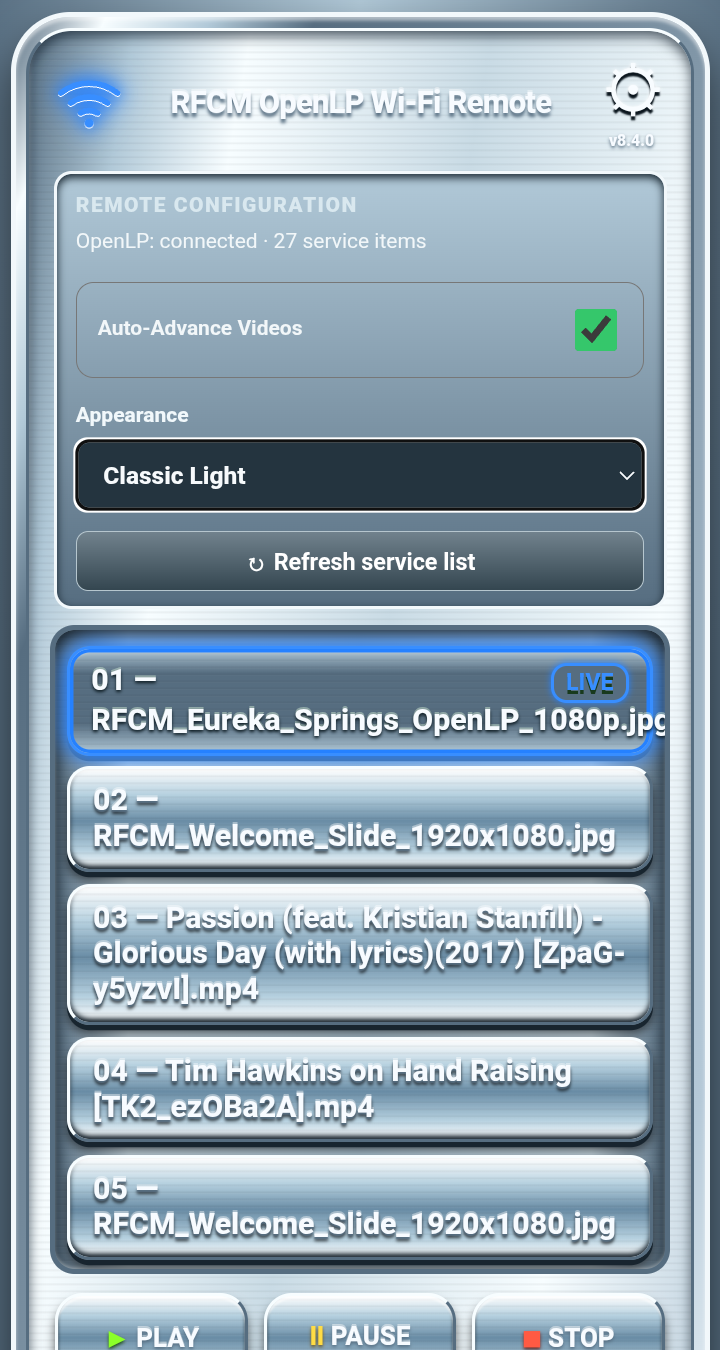 RFCM OpenLP Wi-Fi Remote
v8.4.0
REMOTE CONFIGURATION
OpenLP: connected · 27 service items
Auto-Advance Videos
Appearance
Classic Light
↻ Refresh service list
01 —
LIVE
RFCM_Eureka_Springs_OpenLP_1080p.jpg
02 —
RFCM_Welcome_Slide_1920x1080.jpg
03 — Passion (feat. Kristian Stanfill) -
Glorious Day (with lyrics)(2017) [ZpaG-
y5yzvI].mp4
04 — Tim Hawkins on Hand Raising
[TK2_ezOBa2A].mp4
05 —
RFCM_Welcome_Slide_1920x1080.jpg
PLAY
PAUSE
STOP